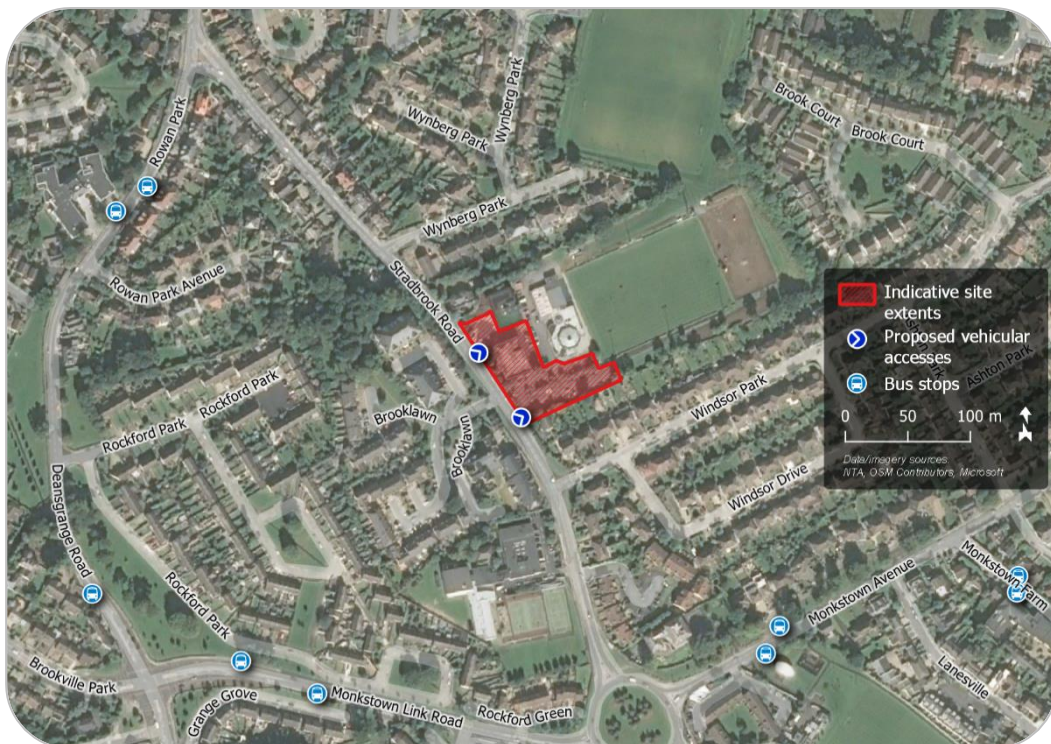 Wynberg Park
Wynberg Park
Brook Court
Brook Court
Rowan Park
Wynberg Park
Rowan Park Avenue
Stradbrook Road
Indicative site
extents
Proposed vehicular
accesses
Bus stops
0 50 100 m
Data/imagery sources:
NTA, OSM Contributors, Microsoft
Ashton Park
Ashton Park
Rockford Park
Rockford Park
Brooklawn
Brooklawn
Windsor Park
Windsor Drive
Deansgrange Road
Rockford Park
Monkstown Avenue
Monkstown Farm
Lanesville
Brookville Park
Grange Grove
Monkstown Link Road
Rockford Green